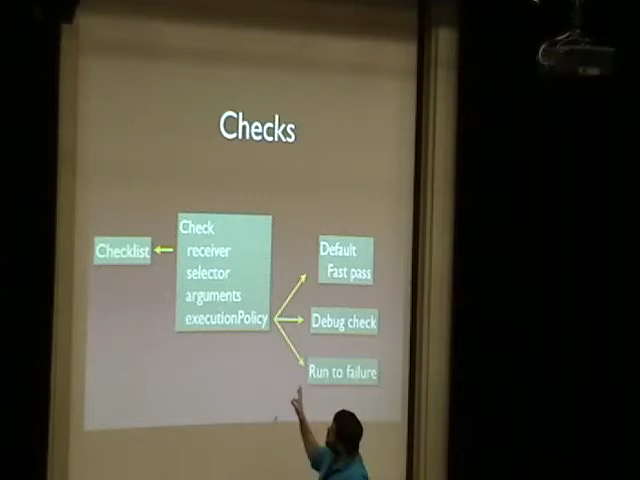 Checks
Checklist
Check
receiver
selector
arguments
executionPolicy
Default
Fast pass
Debug check
Run to failure